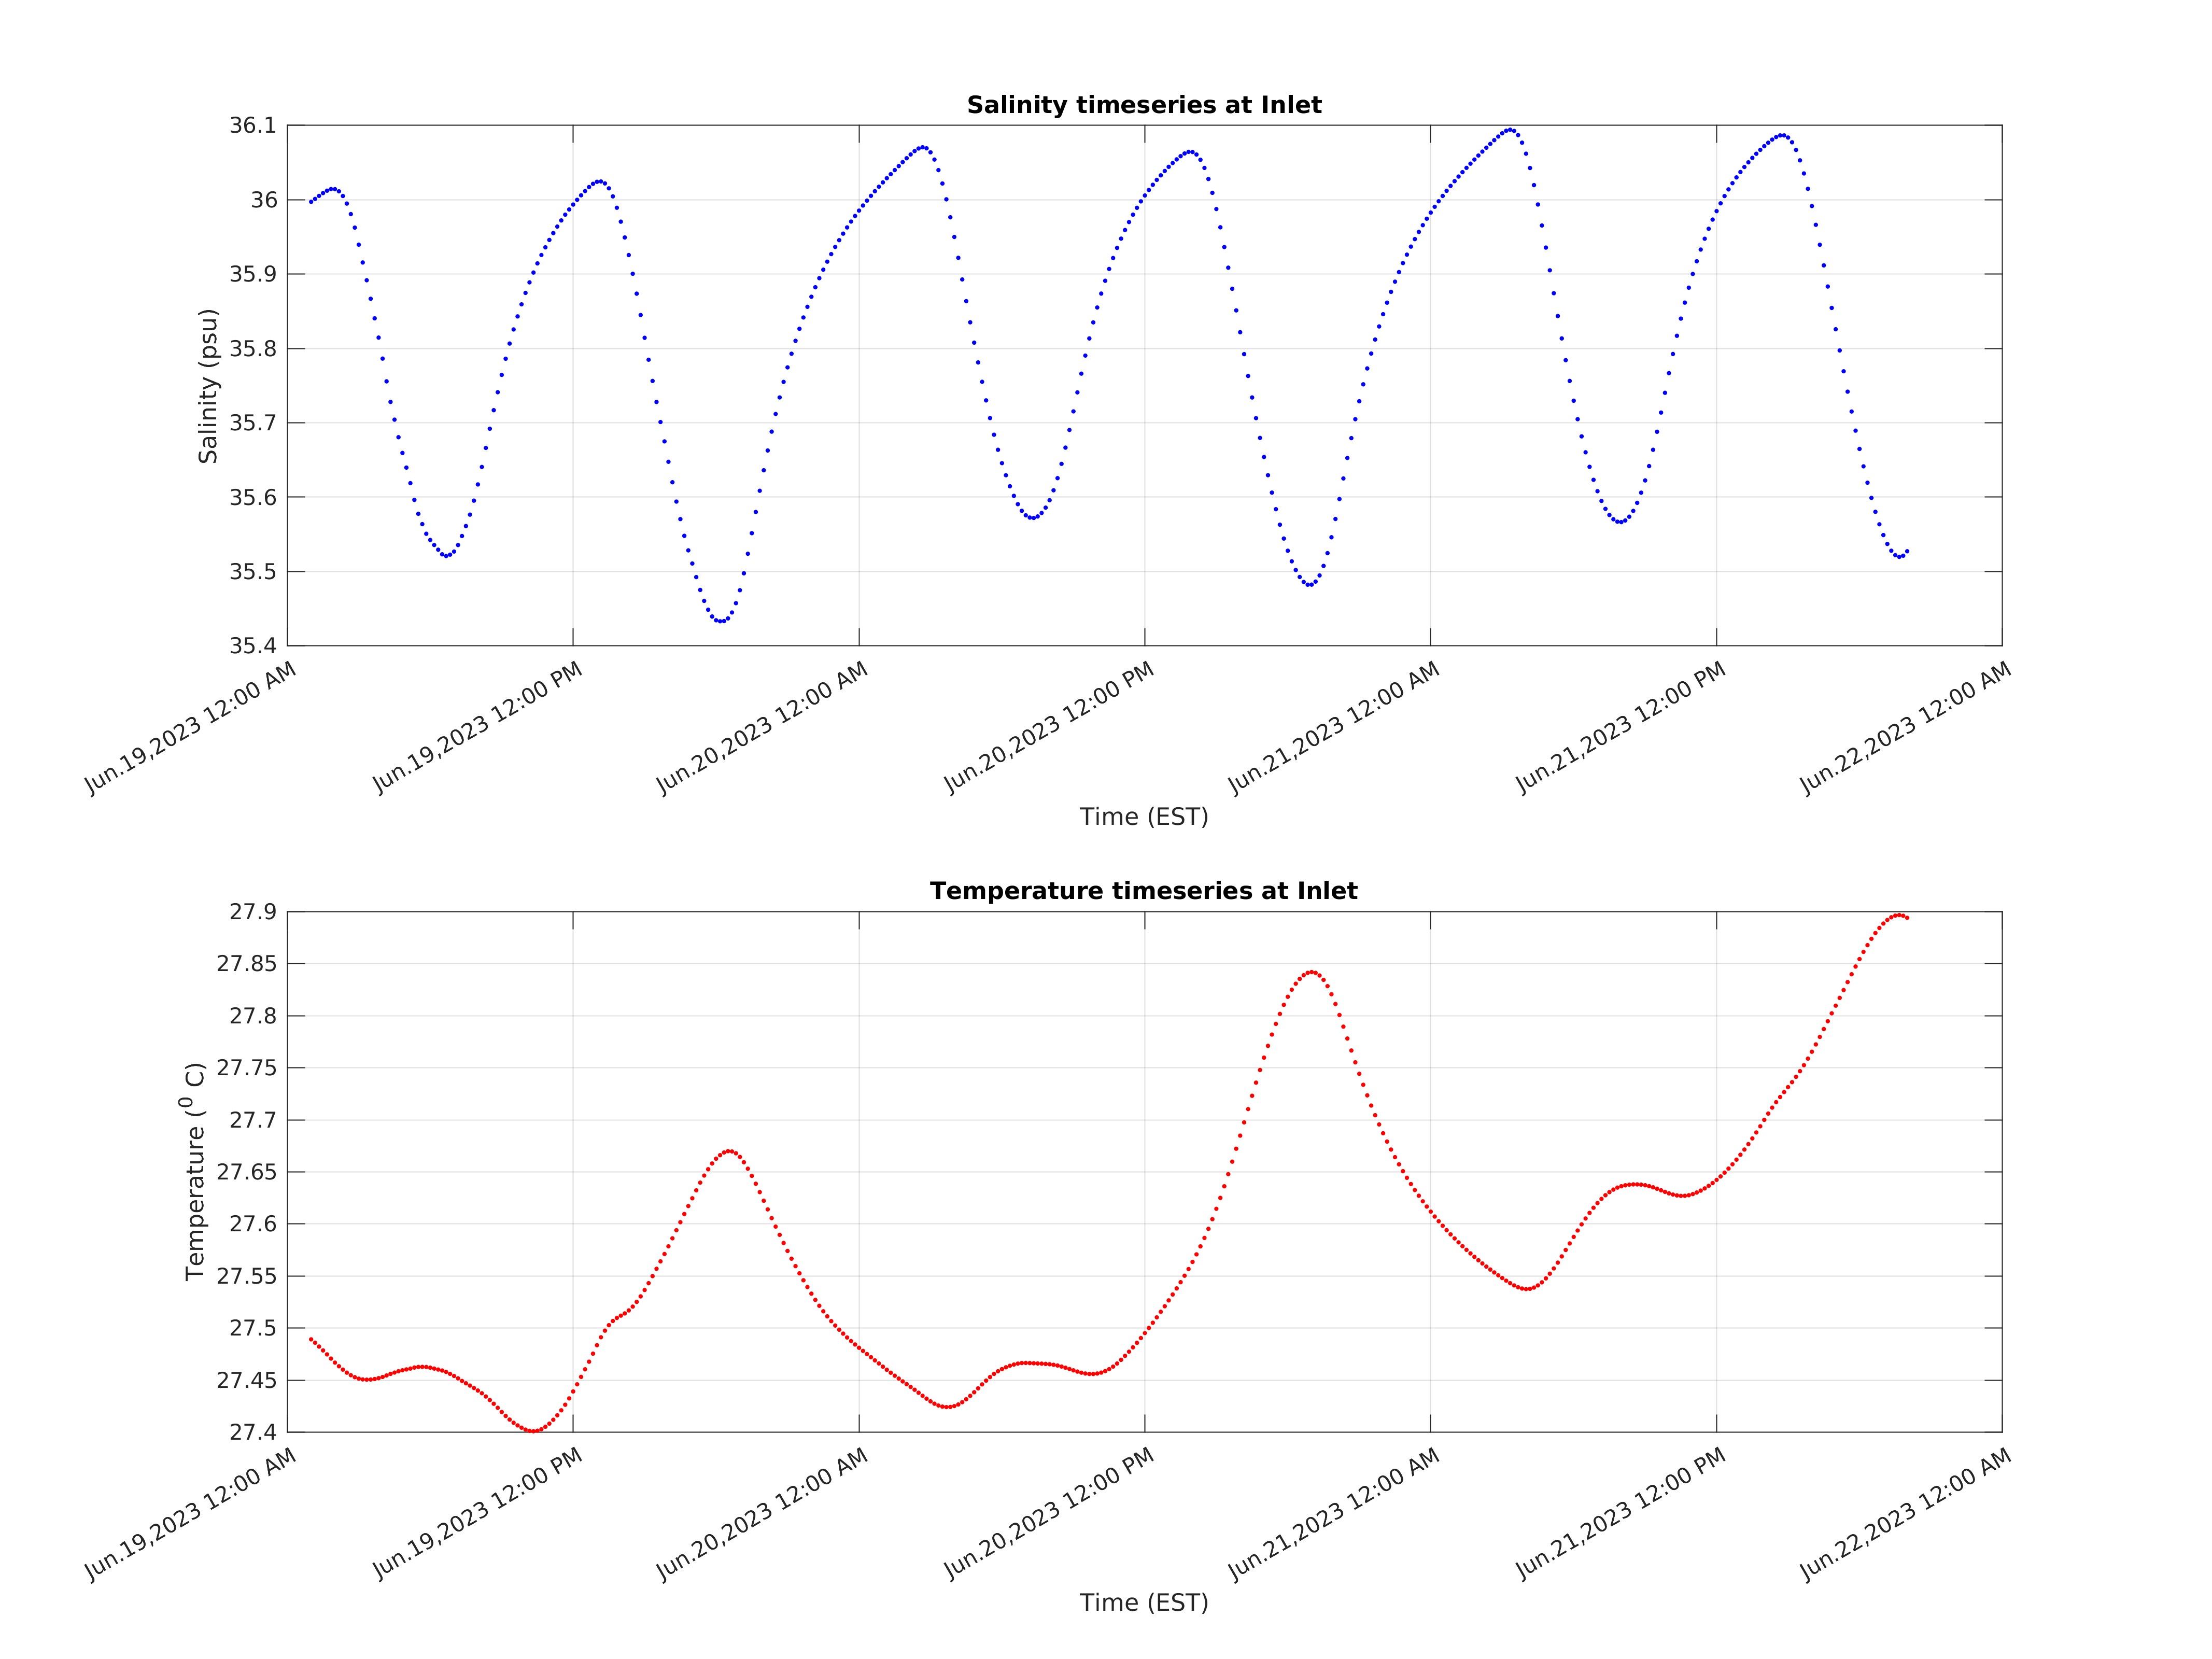 Salinity timeseries at Inlet
36.1
36
35.9
35.8
35.7
35.6
35.5
35.4
Salinity (psu)
Jun.19,2023 12:00 AM
Jun.19,2023 12:00 PM
Jun.20,2023 12:00 AM
Jun.20,2023 12:00 PM
Jun.21,2023 12:00 AM
Jun.21,2023 12:00 PM
Jun.22,2023 12:00 AM
Time (EST)
Temperature timeseries at Inlet
27.9
27.85
27.8
27.75
27.7
27.65
27.6
27.55
27.5
27.45
27.4
Temperature (⁰ C)
Jun.19,2023 12:00 AM
Jun.19,2023 12:00 PM
Jun.20,2023 12:00 AM
Jun.20,2023 12:00 PM
Jun.21,2023 12:00 AM
Jun.21,2023 12:00 PM
Jun.22,2023 12:00 AM
Time (EST)